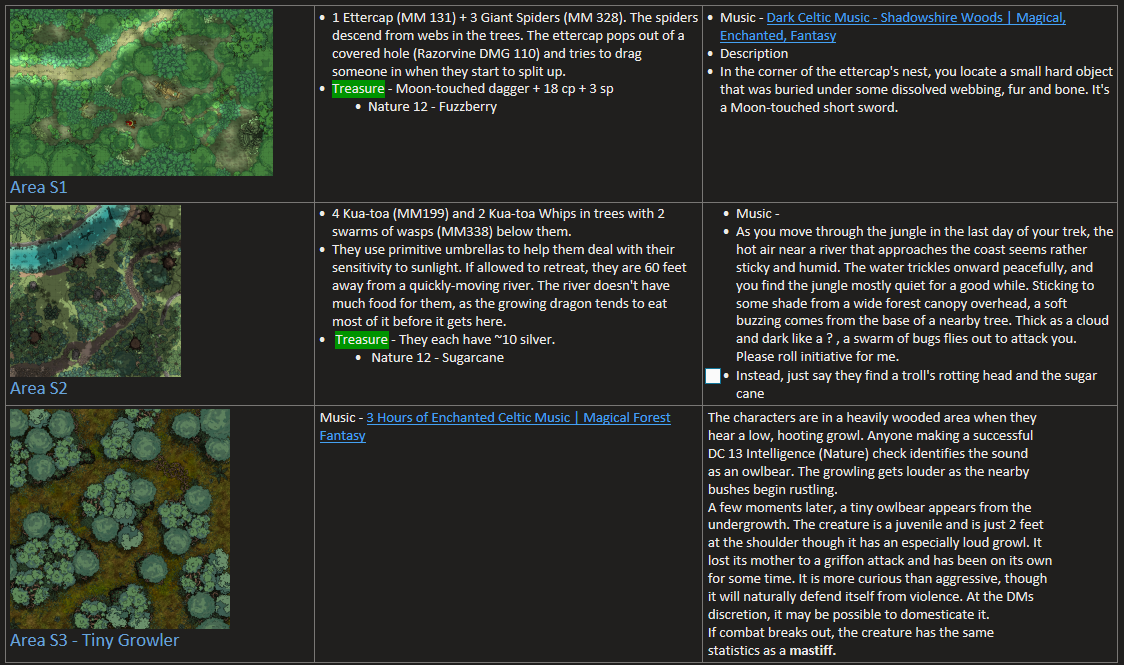 • 1 Ettercap (MM 131) + 3 Giant Spiders (MM 328). The spiders
descend from webs in the trees. The ettercap pops out of a
covered hole (Razorvine DMG 110) and tries to drag
someone in when they start to split up.
• Treasure - Moon-touched dagger + 18 cp + 3 sp
• Nature 12 - Fuzzberry
• Music - Dark Celtic Music - Shadowshire Woods | Magical,
Enchanted, Fantasy
• Description
• In the corner of the ettercap's nest, you locate a small hard object
that was buried under some dissolved webbing, fur and bone. It's
a Moon-touched short sword.
Area S1
• 4 Kua-toa (MM199) and 2 Kua-toa Whips in trees with 2
swarms of wasps (MM338) below them.
• They use primitive umbrellas to help them deal with their
sensitivity to sunlight. If allowed to retreat, they are 60 feet
away from a quickly-moving river. The river doesn't have
much food for them, as the growing dragon tends to eat
most of it before it gets here.
• Treasure - They each have ~10 silver.
• Nature 12 - Sugarcane
• Music -
• As you move through the jungle in the last day of your trek, the
hot air near a river that approaches the coast seems rather
sticky and humid. The water trickles onward peacefully, and
you find the jungle mostly quiet for a good while. Sticking to
some shade from a wide forest canopy overhead, a soft
buzzing comes from the base of a nearby tree. Thick as a cloud
and dark like a ? , a swarm of bugs flies out to attack you.
Please roll initiative for me.
• Instead, just say they find a troll's rotting head and the sugar
cane
Area S2
Music - 3 Hours of Enchanted Celtic Music | Magical Forest
Fantasy
The characters are in a heavily wooded area when they
hear a low, hooting growl. Anyone making a successful
DC 13 Intelligence (Nature) check identifies the sound
as an owlbear. The growling gets louder as the nearby
bushes begin rustling.
A few moments later, a tiny owlbear appears from the
undergrowth. The creature is a juvenile and is just 2 feet
at the shoulder though it has an especially loud growl. It
lost its mother to a griffon attack and has been on its own
for some time. It is more curious than aggressive, though
it will naturally defend itself from violence. At the DMs
discretion, it may be possible to domesticate it.
If combat breaks out, the creature has the same
statistics as a mastiff.
Area S3 - Tiny Growler